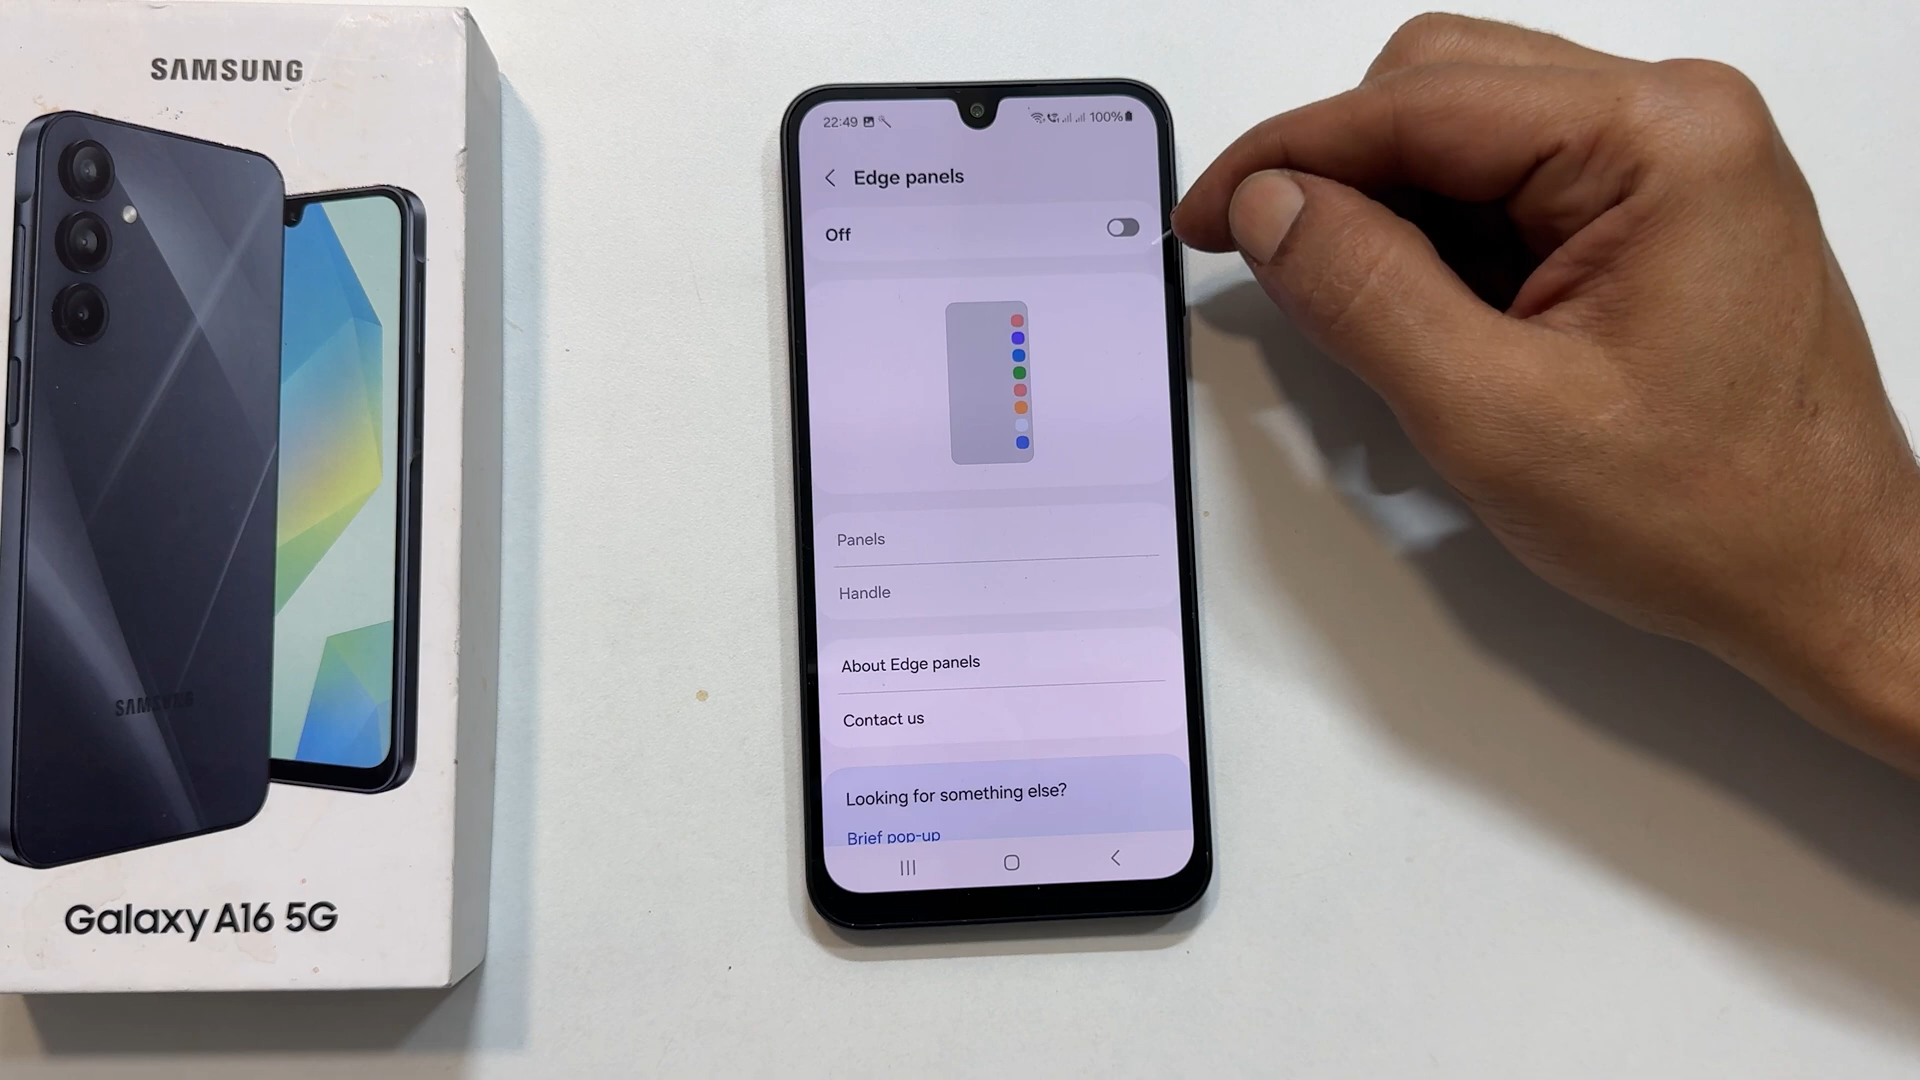 SAMSUNG
SAMSUNG
Galaxy A16 5G
22:49
100%
Edge panels
Off
Panels
Handle
About Edge panels
Contact us
Looking for something else?
Brief pop-up